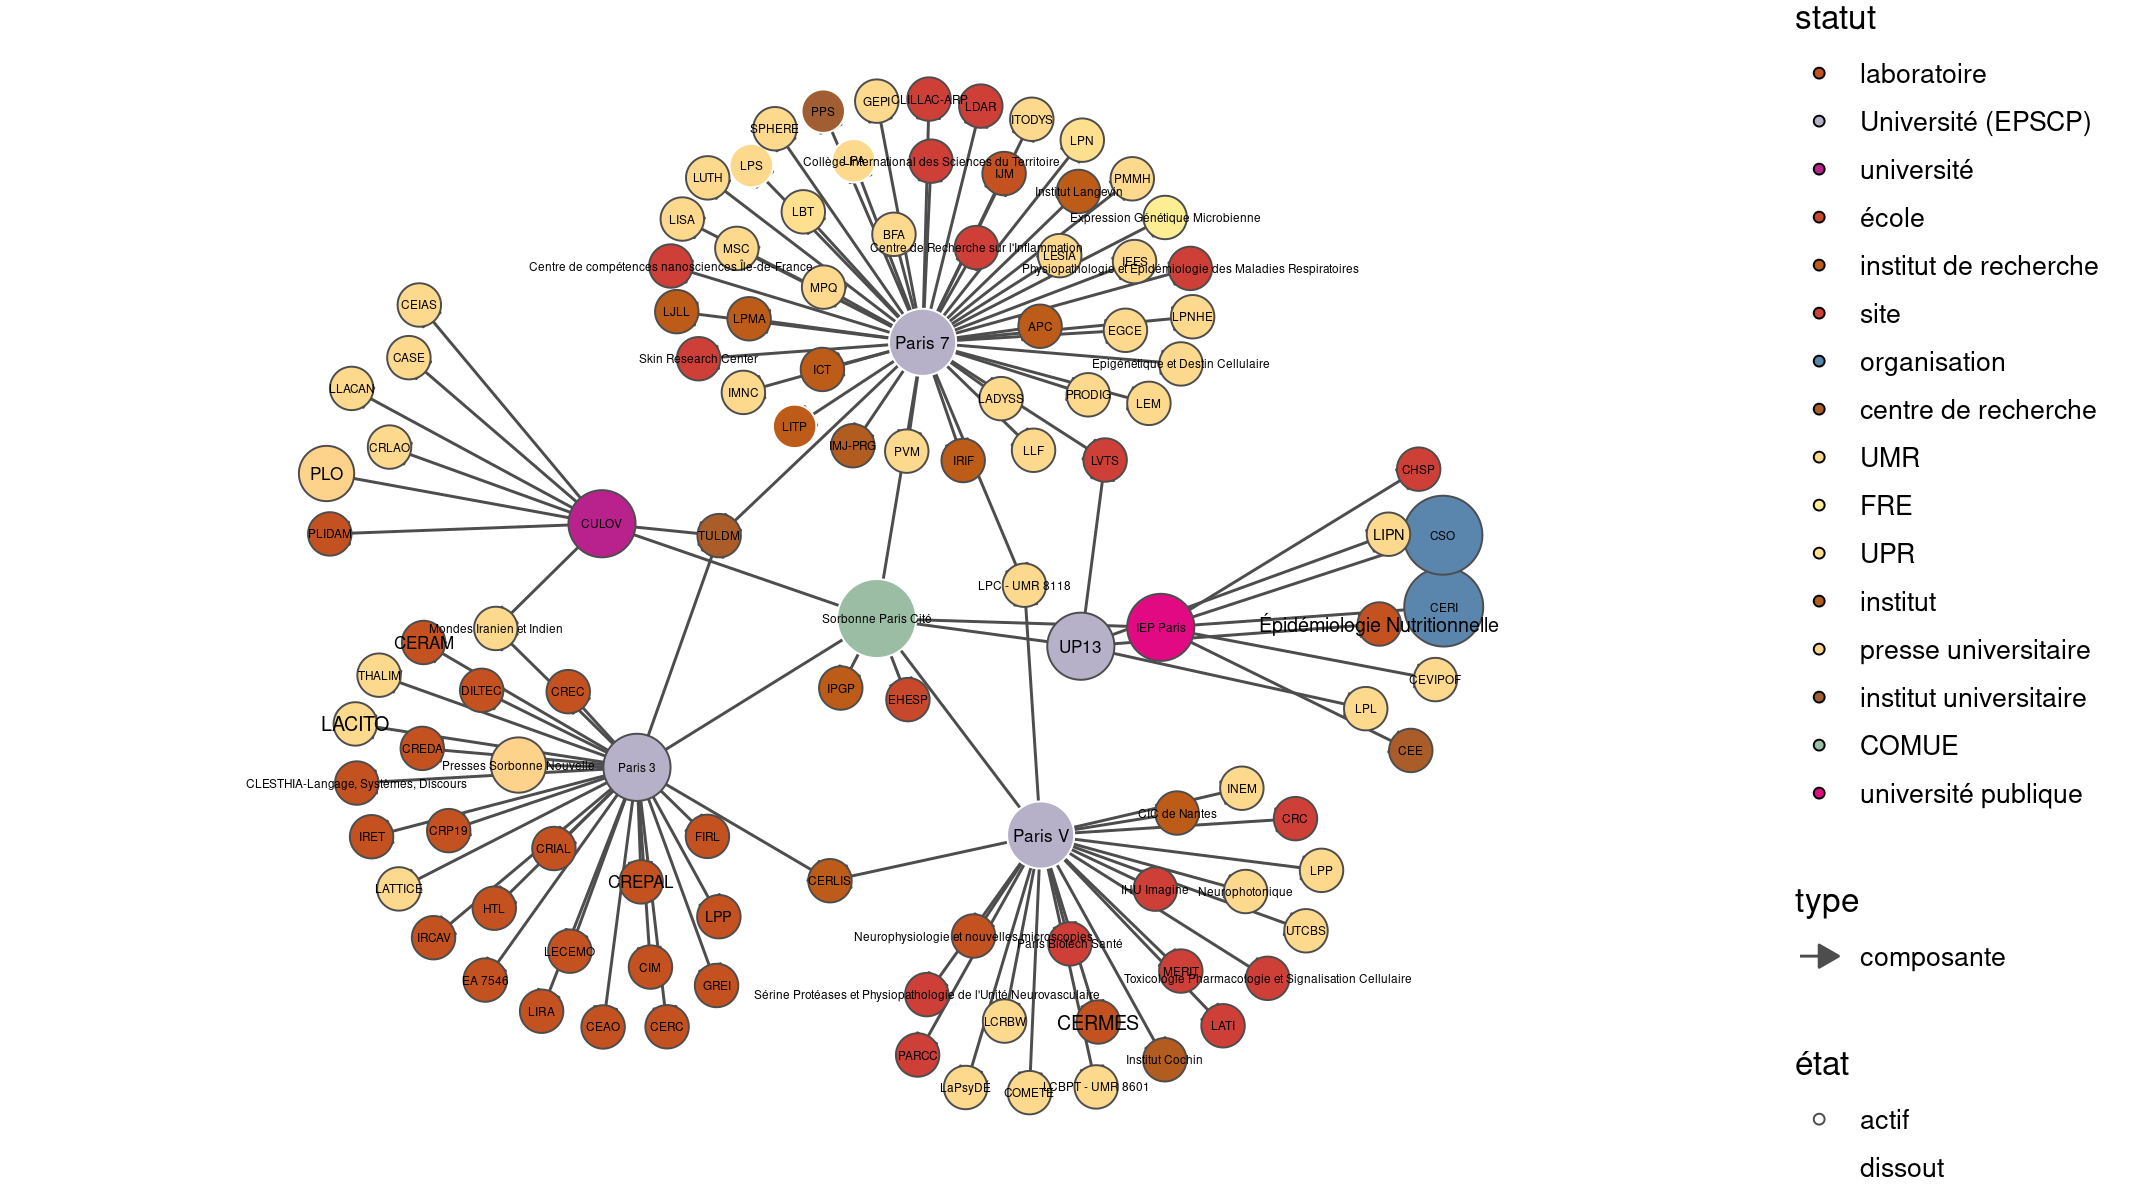 statut
laboratoire
Université (EPSCP)
université
école
institut de recherche
site
organisation
centre de recherche
UMR
FRE
UPR
institut
presse universitaire
institut universitaire
COMUE
université publique
type
composante
état
actif
dissout
PPS
GEPI
CLILLAC-ARP
LDAR
ITODYS
SPHERE
LPN
LPS
LPA
Collège international des Sciences du Territoire
IJM
LUTH
Institut Langevin
PMMH
LISA
LBT
Expression Génétique Microbienne
MSC
BFA
Centre de Recherche sur l'Inflammation
LESIA
IEES
Centre de compétences nanosciences Île-de-France
Physiopathologie et Epidémiologie des Maladies Respiratoires
MPQ
LJLL
LPMA
APC
EGCE
LPNHE
Paris 7
Skin Research Center
ICT
Epigénétique et Destin Cellulaire
IMNC
LADYSS
PRODIG
LEM
LITP
IMJ-PRG
PVM
IRIF
LLF
LVTS
CEIAS
CASE
LLACAN
CRLAO
PLO
PLIDAM
CULOV
TULDM
CHSP
LIPN
CSO
LPC - UMR 8118
CERI
Sorbonne Paris Cité
UP13
IEP Paris
Épidémiologie Nutritionnelle
Mondes Iranien et Indien
CERAM
THALIM
DILTEC
CREC
IPGP
EHESP
CEVIPOF
LPL
LACITO
CREDA
CEE
Presses Sorbonne Nouvelle
Paris 3
CLESTHIA-Langage, Systèmes, Discours
IRET
CRP19
CRIAL
FIRL
Paris V
INEM
CIC de Nantes
CRC
LATTICE
CREPAL
CERLIS
LPP
IHU Imagine
Neurophotonique
HTL
LPP
IRCAV
LECEMO
Neurophysiologie et nouvelles microscopies
Paris Biotech Santé
UTCBS
EA 7546
CIM
GREI
MERIT
Toxicologie Pharmacologie et Signalisation Cellulaire
Sérine Protéases et Physiopathologie de l'Unité Neurovasculaire
LIRA
CEAO
CERC
LCRBW
CERMES
LATI
PARCC
Institut Cochin
LaPsyDÉ
COMETE
LCBPT - UMR 8601